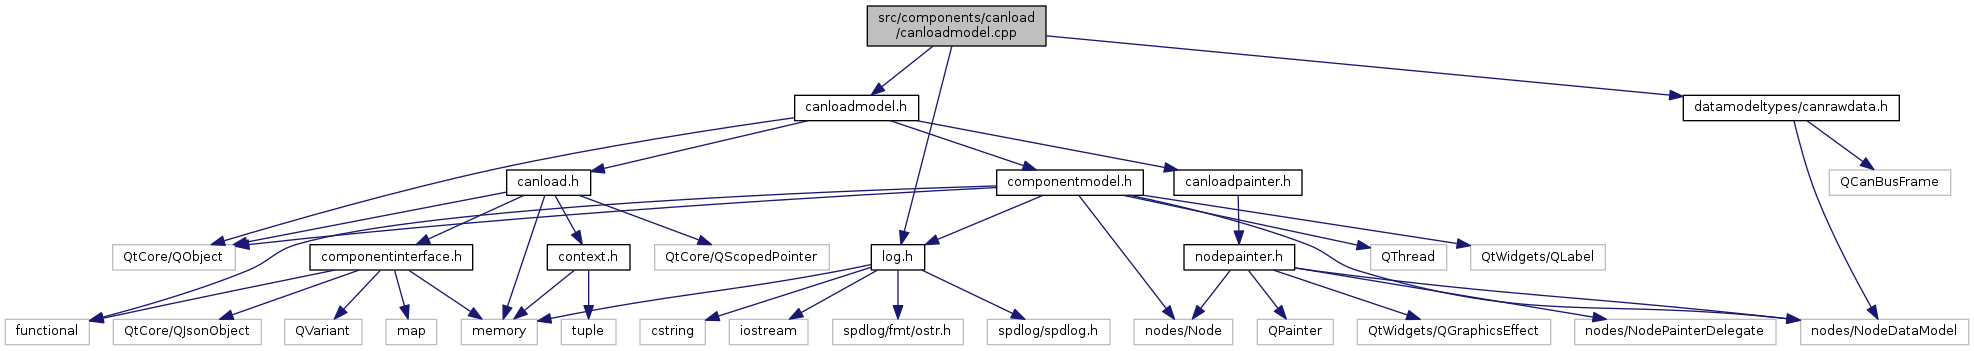 src/components/canload
/canloadmodel.cpp
canloadmodel.h
datamodeltypes/canrawdata.h
canload.h
componentmodel.h
canloadpainter.h
QCanBusFrame
QtCore/QObject
componentinterface.h
context.h
QtCore/QScopedPointer
log.h
nodepainter.h
QThread
QtWidgets/QLabel
functional
QtCore/QJsonObject
QVariant
map
memory
tuple
cstring
iostream
spdlog/fmt/ostr.h
spdlog/spdlog.h
nodes/Node
QPainter
QtWidgets/QGraphicsEffect
nodes/NodePainterDelegate
nodes/NodeDataModel